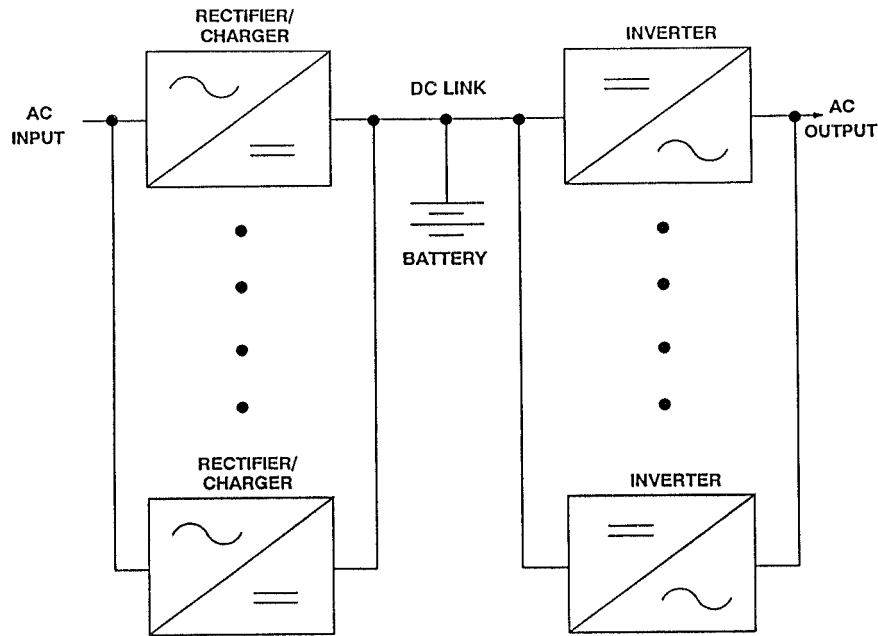 RECTIFIER/
CHARGER
INVERTER
AC
INPUT
DC LINK
AC
OUTPUT
BATTERY
RECTIFIER/
CHARGER
INVERTER